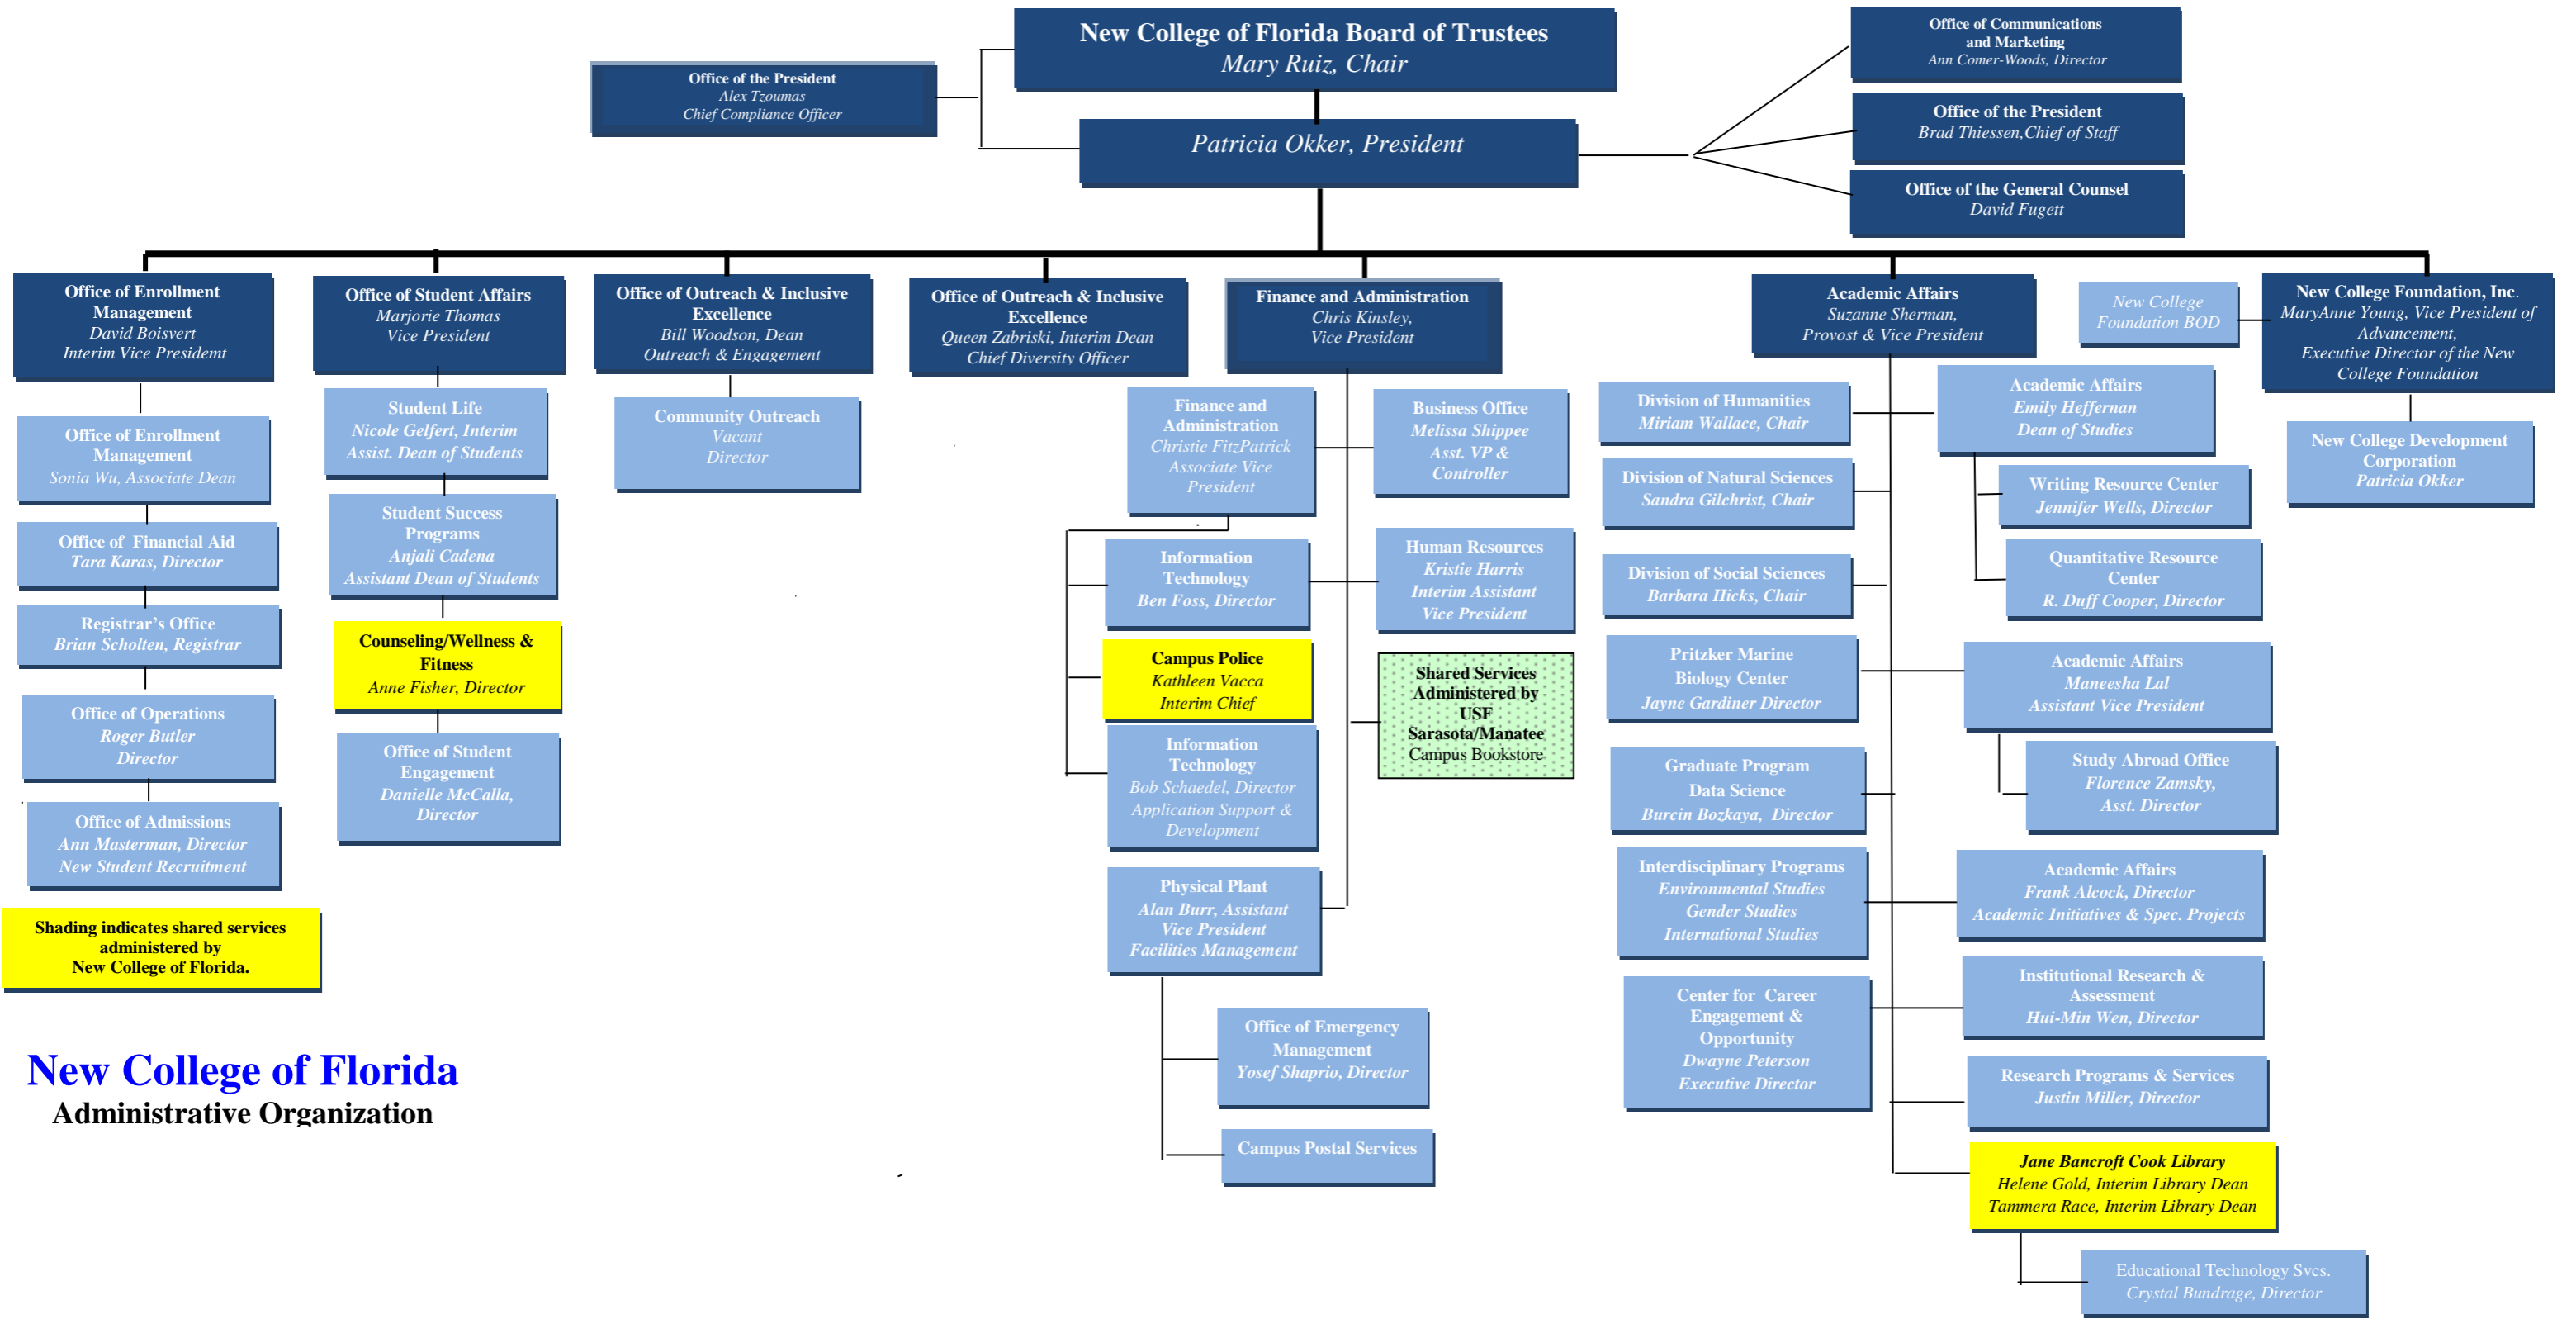 New College of Florida Board of Trustees
Mary Ruiz, Chair
Office of the President
Alex Tzoumas
Chief Compliance Officer
Patricia Okker, President
Office of Communications
and Marketing
Ann Comer-Woods, Director
Office of the President
Brad Thiessen,Chief of Staff
Office of the General Counsel
David Fugett
Office of Enrollment
Management
David Boisvert
Interim Vice Presidemt
Office of Enrollment
Management
Sonia Wu, Associate Dean
Office of  Financial Aid
Tara Karas, Director
Registrar’s Office
Brian Scholten, Registrar
Office of Operations
Roger Butler
Director
Office of Admissions
Ann Masterman, Director
New Student Recruitment
Shading indicates shared services
administered by
New College of Florida.
New College of Florida
Administrative Organization
Office of Student Affairs
Marjorie Thomas
Vice President
Student Life
Nicole Gelfert, Interim
Assist. Dean of Students
Student Success
Programs
Anjali Cadena
Assistant Dean of Students
Counseling/Wellness &
Fitness
Anne Fisher, Director
Office of Student
Engagement
Danielle McCalla,
Director
Office of Outreach & Inclusive
Excellence
Bill Woodson, Dean
Outreach & Engagement
Community Outreach
Vacant
Director
Office of Outreach & Inclusive
Excellence
Queen Zabriski, Interim Dean
Chief Diversity Officer
Finance and Administration
Chris Kinsley,
Vice President
Finance and
Administration
Christie FitzPatrick
Associate Vice
President
Business Office
Melissa Shippee
Asst. VP &
Controller
Information
Technology
Ben Foss, Director
Human Resources
Kristie Harris
Interim Assistant
Vice President
Campus Police
Kathleen Vacca
Interim Chief
Shared Services
Administered by
USF
Sarasota/Manatee
Campus Bookstore
Information
Technology
Bob Schaedel, Director
Application Support &
Development
Physical Plant
Alan Burr, Assistant
Vice President
Facilities Management
Office of Emergency
Management
Yosef Shaprio, Director
Campus Postal Services
Academic Affairs
Suzanne Sherman,
Provost & Vice President
Division of Humanities
Miriam Wallace, Chair
Academic Affairs
Emily Heffernan
Dean of Studies
Division of Natural Sciences
Sandra Gilchrist, Chair
Writing Resource Center
Jennifer Wells, Director
Division of Social Sciences
Barbara Hicks, Chair
Quantitative Resource
Center
R. Duff Cooper, Director
Pritzker Marine
Biology Center
Jayne Gardiner Director
Academic Affairs
Maneesha Lal
Assistant Vice President
Graduate Program
Data Science
Burcin Bozkaya,  Director
Study Abroad Office
Florence Zamsky,
Asst. Director
Interdisciplinary Programs
Environmental Studies
Gender Studies
International Studies
Academic Affairs
Frank Alcock, Director
Academic Initiatives & Spec. Projects
Center for  Career
Engagement &
Opportunity
Dwayne Peterson
Executive Director
Institutional Research &
Assessment
Hui-Min Wen, Director
Research Programs & Services
Justin Miller, Director
Jane Bancroft Cook Library
Helene Gold, Interim Library Dean
Tammera Race, Interim Library Dean
Educational Technology Svcs.
Crystal Bundrage, Director
New College
Foundation BOD
New College Foundation, Inc.
MaryAnne Young, Vice President of
Advancement,
Executive Director of the New
College Foundation
New College Development
Corporation
Patricia Okker